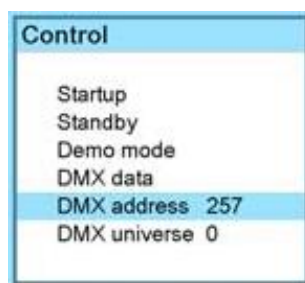 Control
Startup
Standby
Demo mode
DMX data
DMX address 257
DMX universe 0